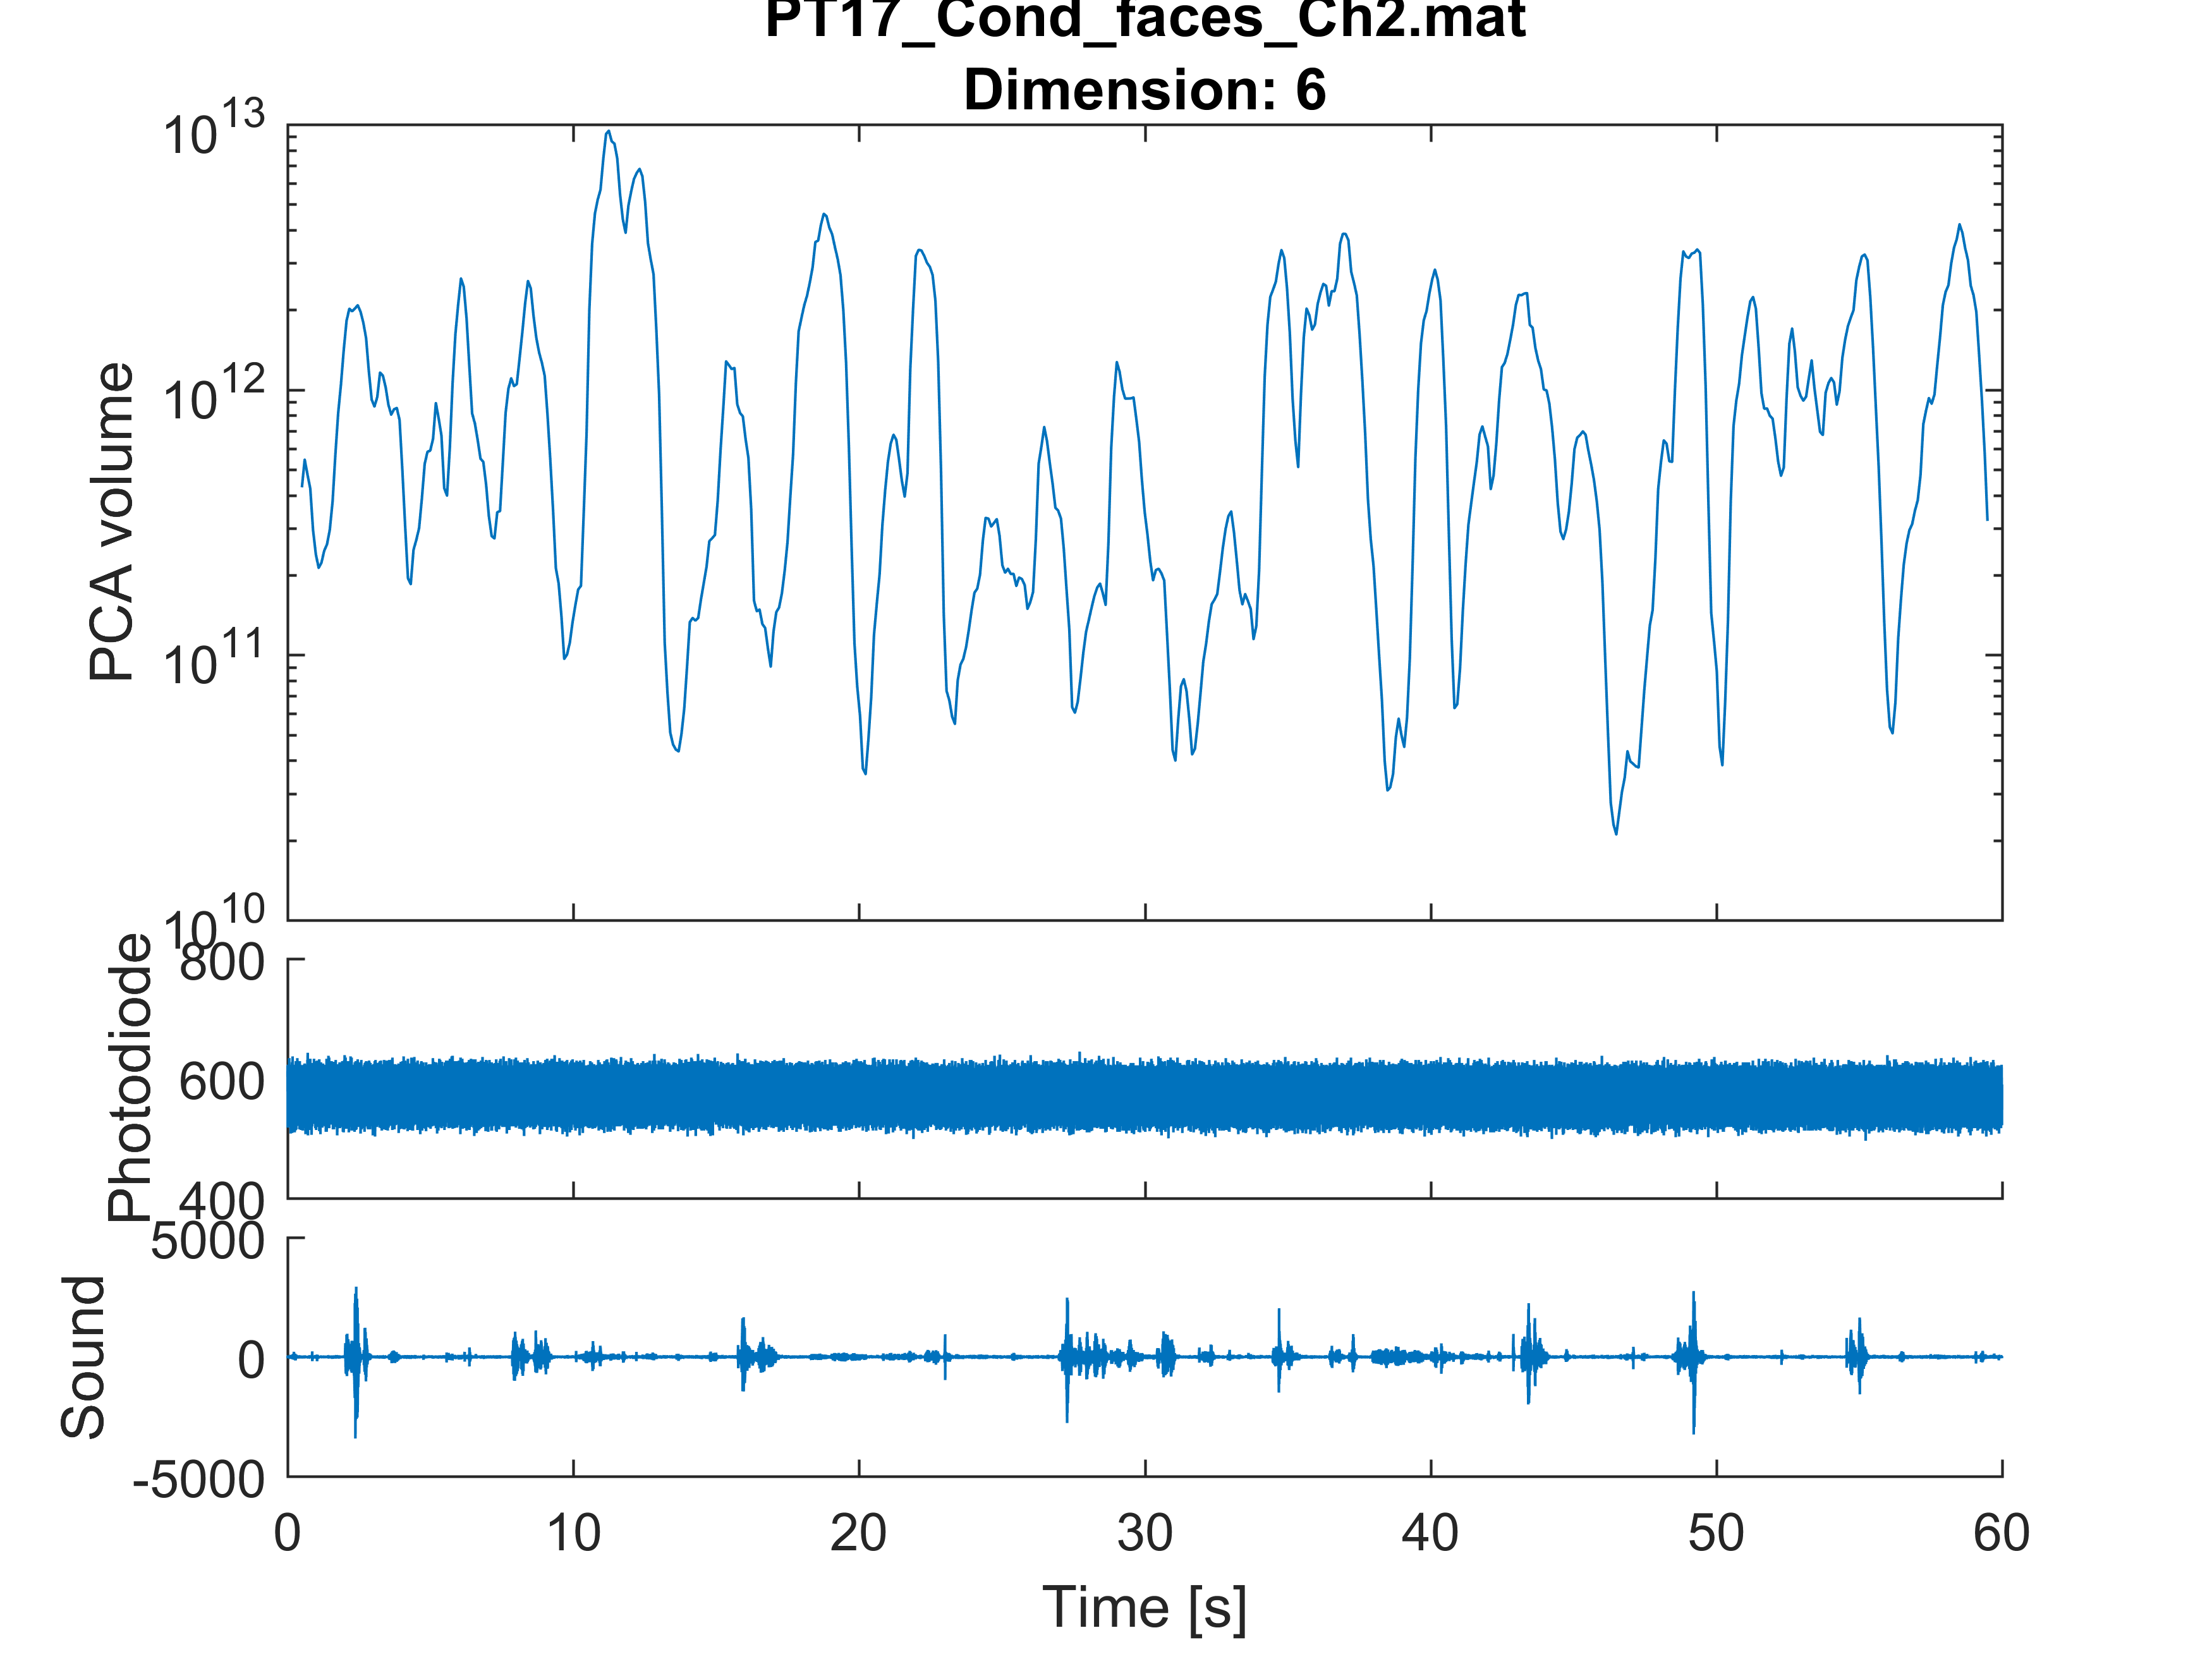 PT17_Cond_faces_Ch2.mat
Dimension: 6
10^13
10^12
10^11
10^10
PCA volume
800
600
400
Photodiode
5000
0
-5000
Sound
0 10 20 30 40 50 60
Time [s]